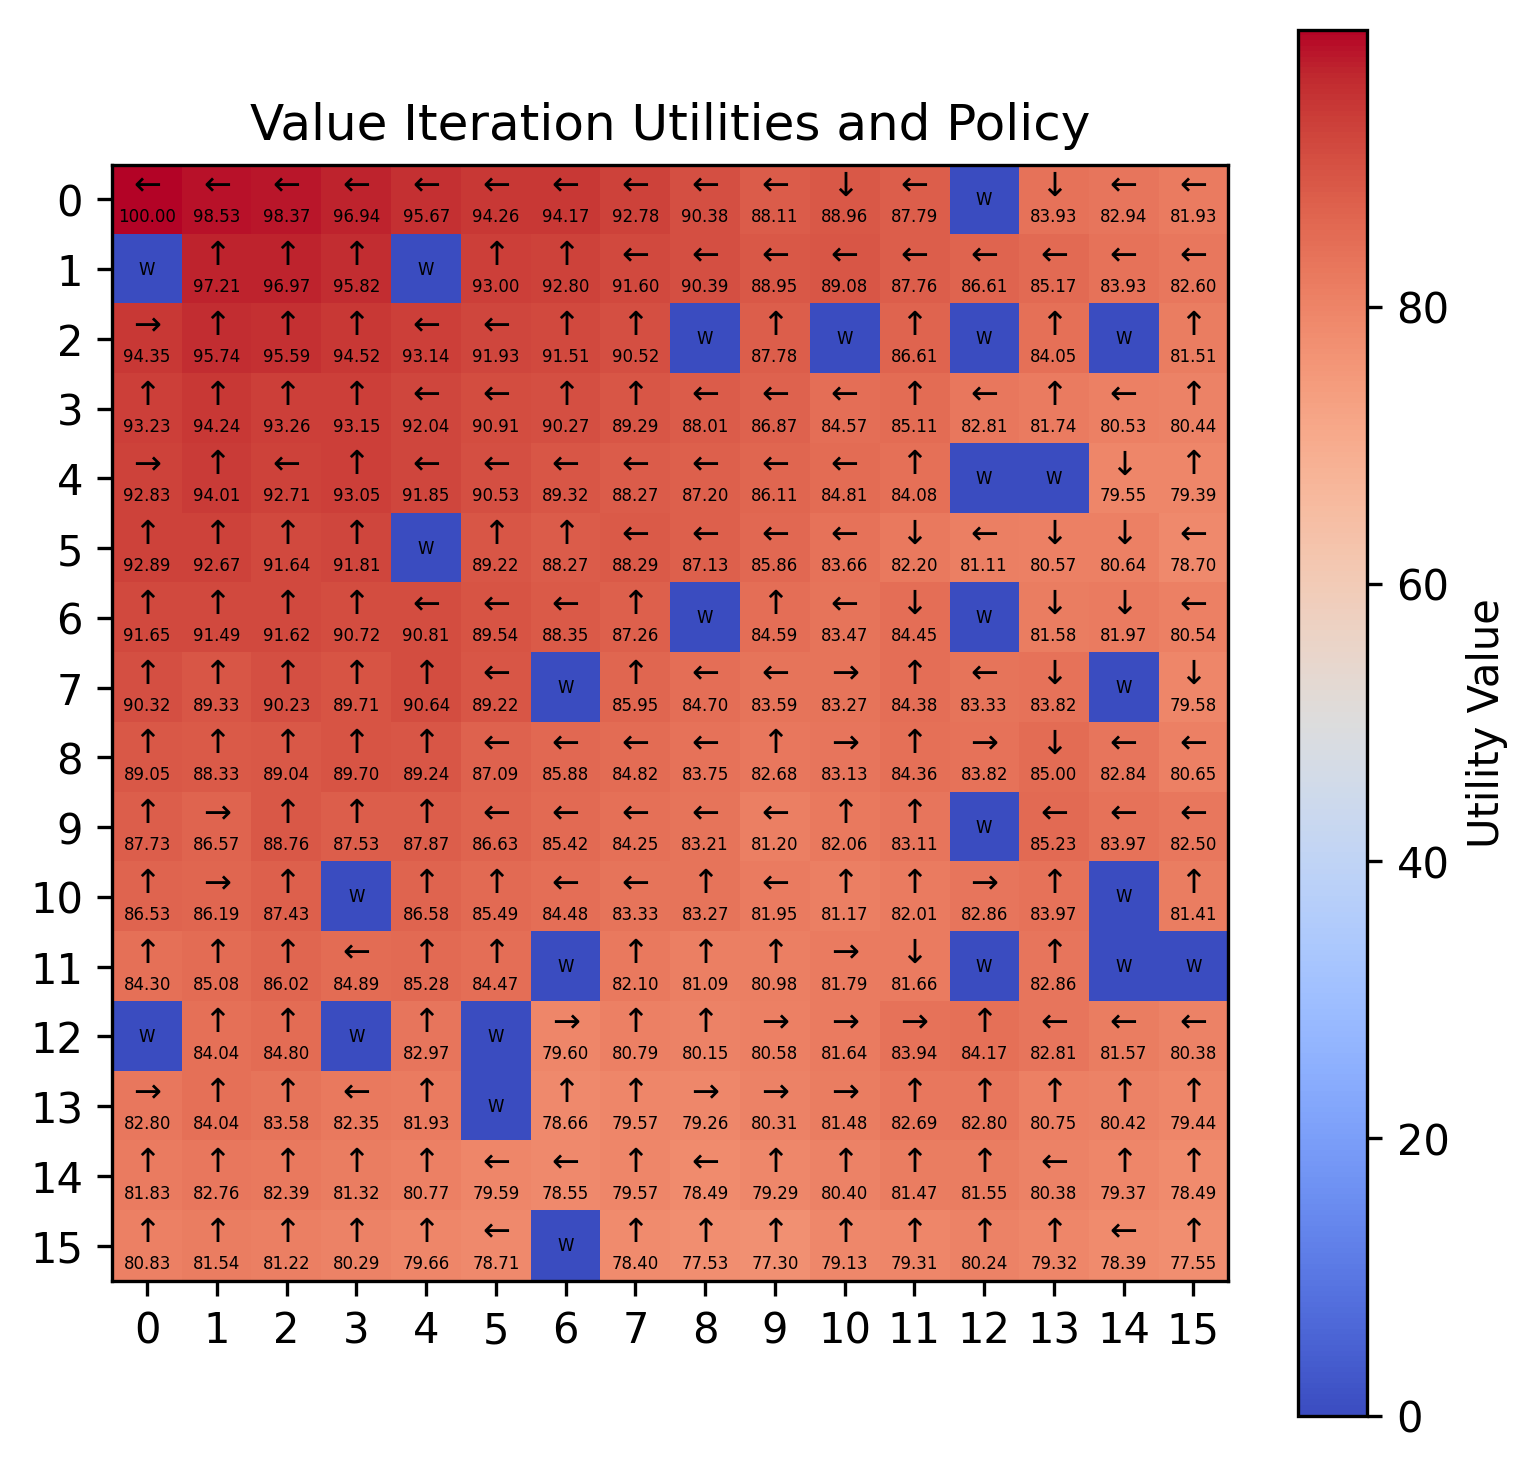 Value Iteration Utilities and Policy
0 ← ← ← ← ← ← ← ← ← ← ↓ ← W ↓ ← ←
100.00 98.53 98.37 96.94 95.67 94.26 94.17 92.78 90.38 88.11 88.96 87.79 83.93 82.94 81.93
1 W ↑ ↑ ↑ W ↑ ↑ ← ← ← ← ← ← ← ← ←
97.21 96.97 95.82 93.00 92.80 91.60 90.39 88.95 89.08 87.76 86.61 85.17 83.93 82.60
2 → ↑ ↑ ↑ ← ← ↑ ↑ W ↑ W ↑ W ↑ W ↑
94.35 95.74 95.59 94.52 93.14 91.93 91.51 90.52 87.78 86.61 84.05 81.51
3 ↑ ↑ ↑ ↑ ← ← ↑ ↑ ← ← ← ↑ ← ↑ ← ↑
93.23 94.24 93.26 93.15 92.04 90.91 90.27 89.29 88.01 86.87 84.57 85.11 82.81 81.74 80.53 80.44
4 → ↑ ← ↑ ← ← ← ← ← ← ← ↑ W W ↓ ↑
92.83 94.01 92.71 93.05 91.85 90.53 89.32 88.27 87.20 86.11 84.81 84.08 79.55 79.39
5 ↑ ↑ ↑ ↑ W ↑ ↑ ← ← ← ← ↓ ← ↓ ↓ ←
92.89 92.67 91.64 91.81 89.22 88.27 88.29 87.13 85.86 83.66 82.20 81.11 80.57 80.64 78.70
6 ↑ ↑ ↑ ↑ ← ← ← ↑ W ↑ ← ↓ W ↓ ↓ ←
91.65 91.49 91.62 90.72 90.81 89.54 88.35 87.26 84.59 83.47 84.45 81.58 81.97 80.54
7 ↑ ↑ ↑ ↑ ↑ ← W ↑ ← ← → ↑ ← ↓ W ↓
90.32 89.33 90.23 89.71 90.64 89.22 85.95 84.70 83.59 83.27 84.38 83.33 83.82 79.58
8 ↑ ↑ ↑ ↑ ↑ ← ← ← ← ↑ → ↑ → ↓ ← ←
89.05 88.33 89.04 89.70 89.24 87.09 85.88 84.82 83.75 82.68 83.13 84.36 83.82 85.00 82.84 80.65
9 ↑ → ↑ ↑ ↑ ← ← ← ← ← ↑ ↑ W ← ← ←
87.73 86.57 88.76 87.53 87.87 86.63 85.42 84.25 83.21 81.20 82.06 83.11 85.23 83.97 82.50
10 ↑ → ↑ W ↑ ↑ ← ← ↑ ← ↑ ↑ → ↑ W ↑
86.53 86.19 87.43 86.58 85.49 84.48 83.33 83.27 81.95 81.17 82.01 82.86 83.97 81.41
11 ↑ ↑ ↑ ← ↑ ↑ W ↑ ↑ ↑ → ↓ W ↑ W W
84.30 85.08 86.02 84.89 85.28 84.47 82.10 81.09 80.98 81.79 81.66 82.86
12 W ↑ ↑ W ↑ W → ↑ ↑ → → → ↑ ← ← ←
84.04 84.80 82.97 79.60 80.79 80.15 80.58 81.64 83.94 84.17 82.81 81.57 80.38
13 → ↑ ↑ ← ↑ W ↑ ↑ → → → ↑ ↑ ↑ ↑ ↑
82.80 84.04 83.58 82.35 81.93 78.66 79.57 79.26 80.31 81.48 82.69 82.80 80.75 80.42 79.44
14 ↑ ↑ ↑ ↑ ↑ ← ← ↑ ← ↑ ↑ ↑ ↑ ← ↑ ↑
81.83 82.76 82.39 81.32 80.77 79.59 78.55 79.57 78.49 79.29 80.40 81.47 81.55 80.38 79.37 78.49
15 ↑ ↑ ↑ ↑ ↑ ← W ↑ ↑ ↑ ↑ ↑ ↑ ↑ ← ↑
80.83 81.54 81.22 80.29 79.66 78.71 78.40 77.53 77.30 79.13 79.31 80.24 79.32 78.39 77.55
0 1 2 3 4 5 6 7 8 9 10 11 12 13 14 15
80
60
40
20
0
Utility Value